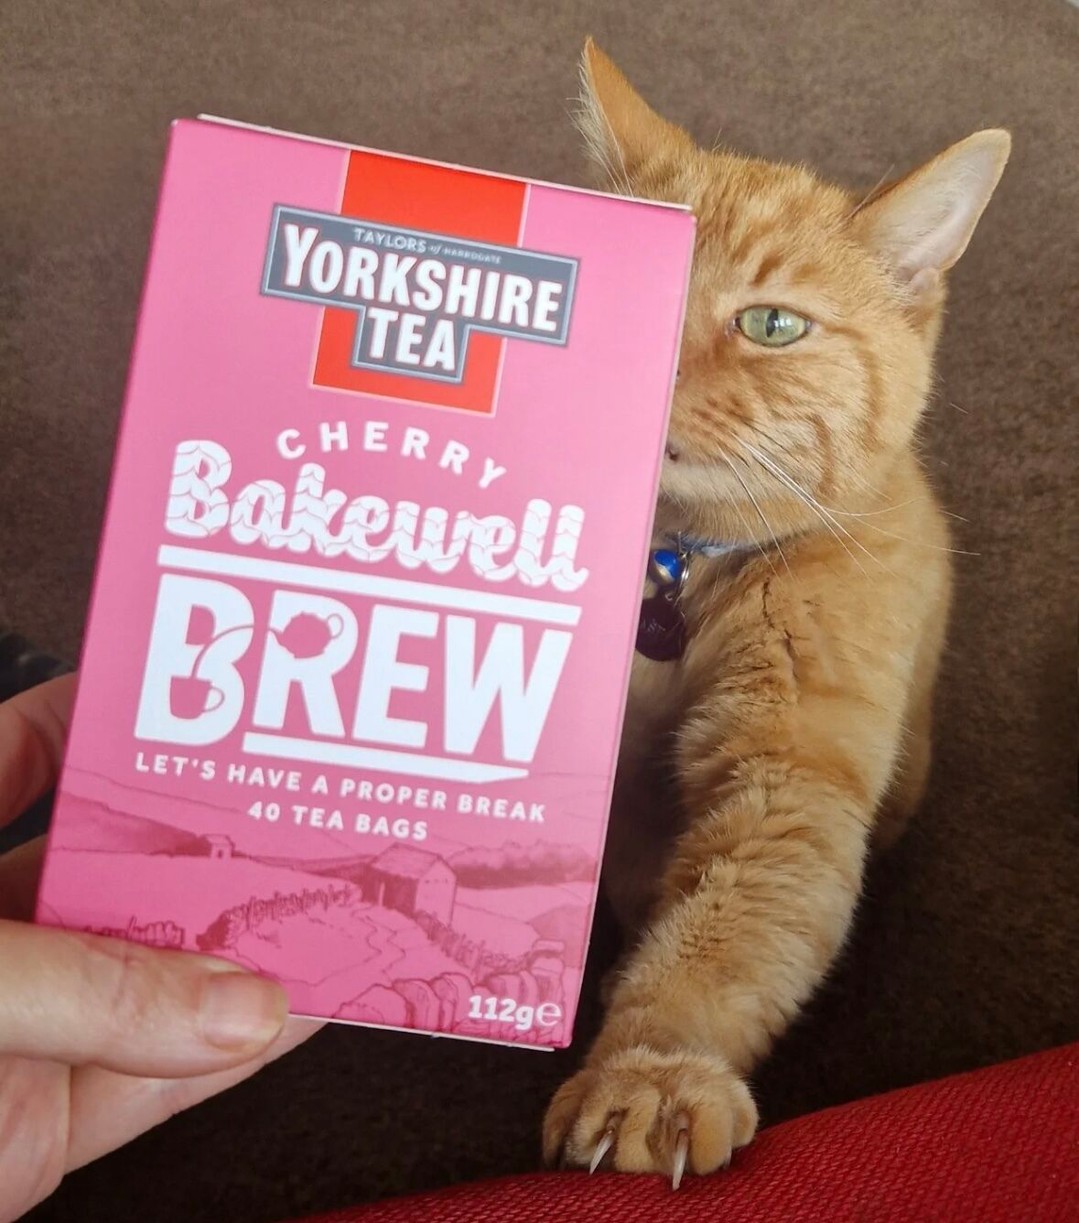 TAYLORS of HARROGATE
YORKSHIRE
TEA
CHERRY
Bakewell
BREW
LET'S HAVE A PROPER BREAK
40 TEA BAGS
112g℮